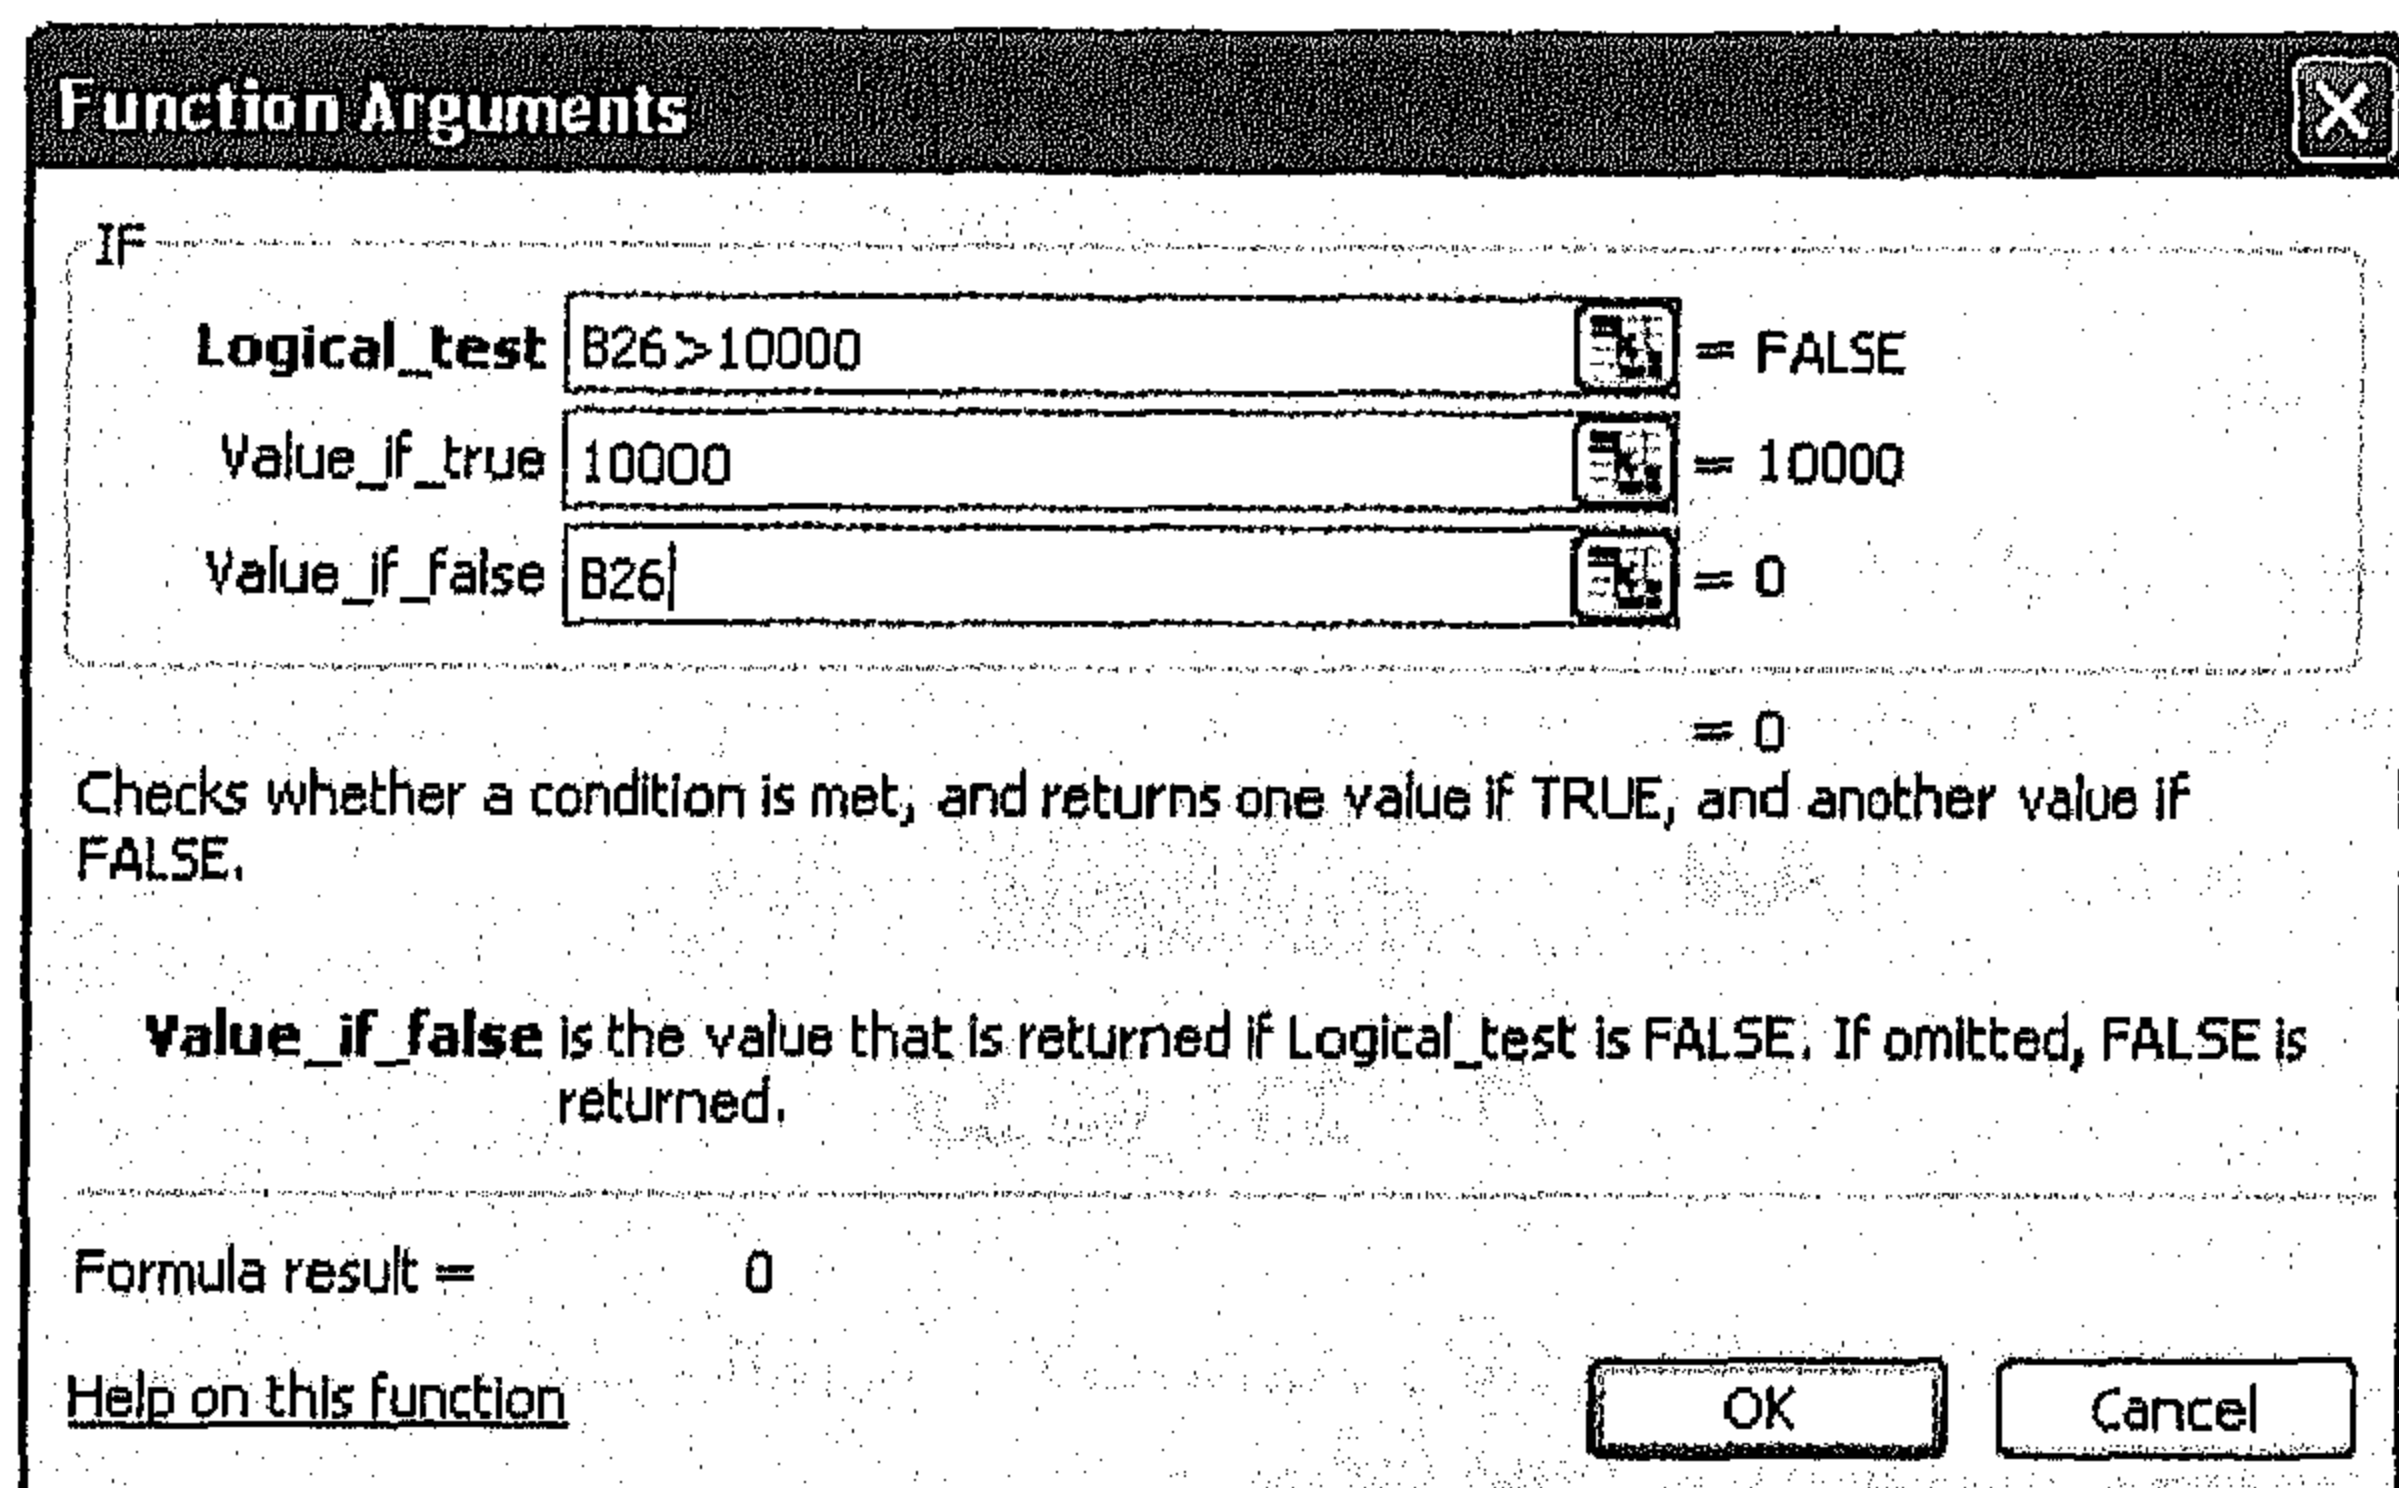 Function Arguments
IF
Logical_test B26>10000 = FALSE
Value_if_true 10000 = 10000
Value_if_false B26 = 0
= 0
Checks whether a condition is met, and returns one value if TRUE, and another value if
FALSE.
Value_if_false is the value that is returned if Logical_test is FALSE. If omitted, FALSE is
returned.
Formula result = 0
Help on this function
OK Cancel